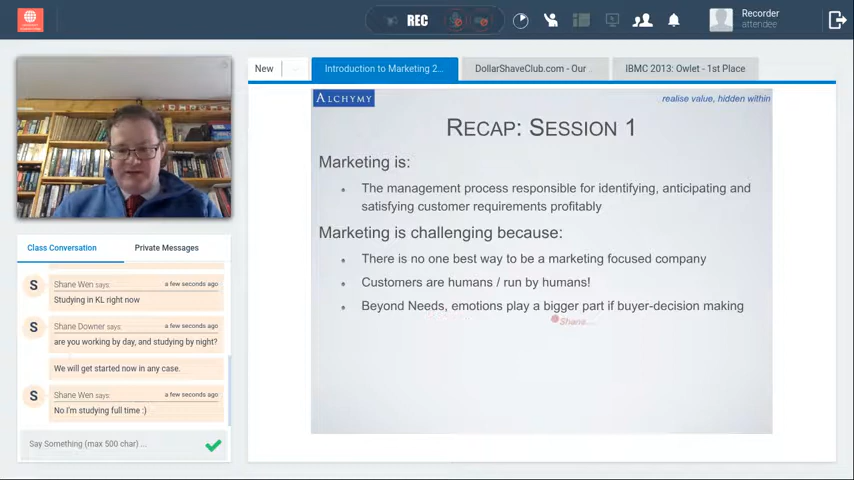 REC
Recorder
attendee
New
Introduction to Marketing 2...
DollarShaveClub.com - Our ...
IBMC 2013: Owlet - 1st Place
ALCHYMY
realise value, hidden within
RECAP: SESSION 1
Marketing is:
The management process responsible for identifying, anticipating and
satisfying customer requirements profitably
Marketing is challenging because:
There is no one best way to be a marketing focused company
Customers are humans / run by humans!
Beyond Needs, emotions play a bigger part if buyer-decision making
Shane...
Class Conversation
Private Messages
S
Shane Wen says:
a few seconds ago
Studying in KL right now
S
Shane Downer says:
a few seconds ago
are you working by day, and studying by night?
We will get started now in any case.
S
Shane Wen says:
a few seconds ago
No I'm studying full time :)
Say Something (max 500 char) ...